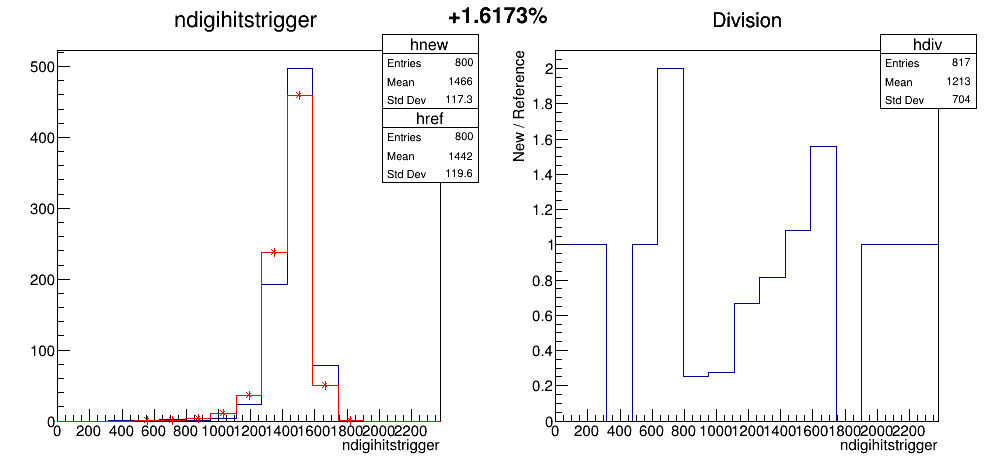 ndigihitstrigger
+1.6173%
Division
hnew
Entries 800
Mean 1466
Std Dev 117.3
href
Entries 800
Mean 1442
Std Dev 119.6
500
400
300
200
100
0
0 200 400 600 800 1000 1200 1400 1600 1800 2000 2200
ndigihitstrigger
hdiv
Entries 817
Mean 1213
Std Dev 704
New / Reference
2
1.8
1.6
1.4
1.2
1
0.8
0.6
0.4
0.2
0
0 200 400 600 800 1000 1200 1400 1600 1800 2000 2200
ndigihitstrigger